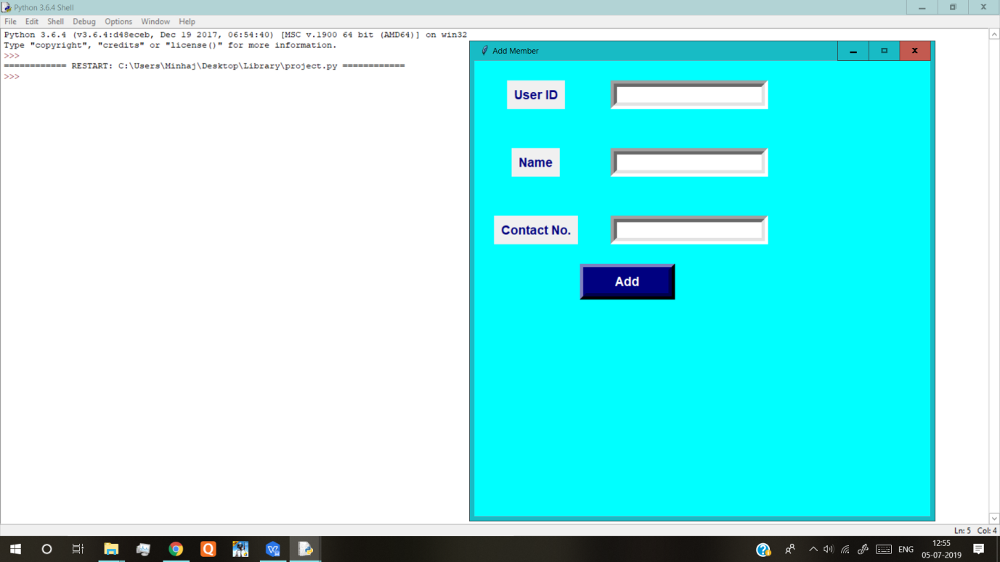 Python 3.6.4 Shell
File Edit Shell Debug Options Window Help
Python 3.6.4 (v3.6.4:d48eceb, Dec 19 2017, 06:54:40) [MSC v.1900 64 bit (AMD64)] on win32
Type "copyright", "credits" or "license()" for more information.
>>>
============ RESTART: C:\Users\Minhaj\Desktop\Library\project.py ============
>>>
Add Member
User ID
Name
Contact No.
Add
Ln: 5 Col: 4
ENG
12:55
05-07-2019